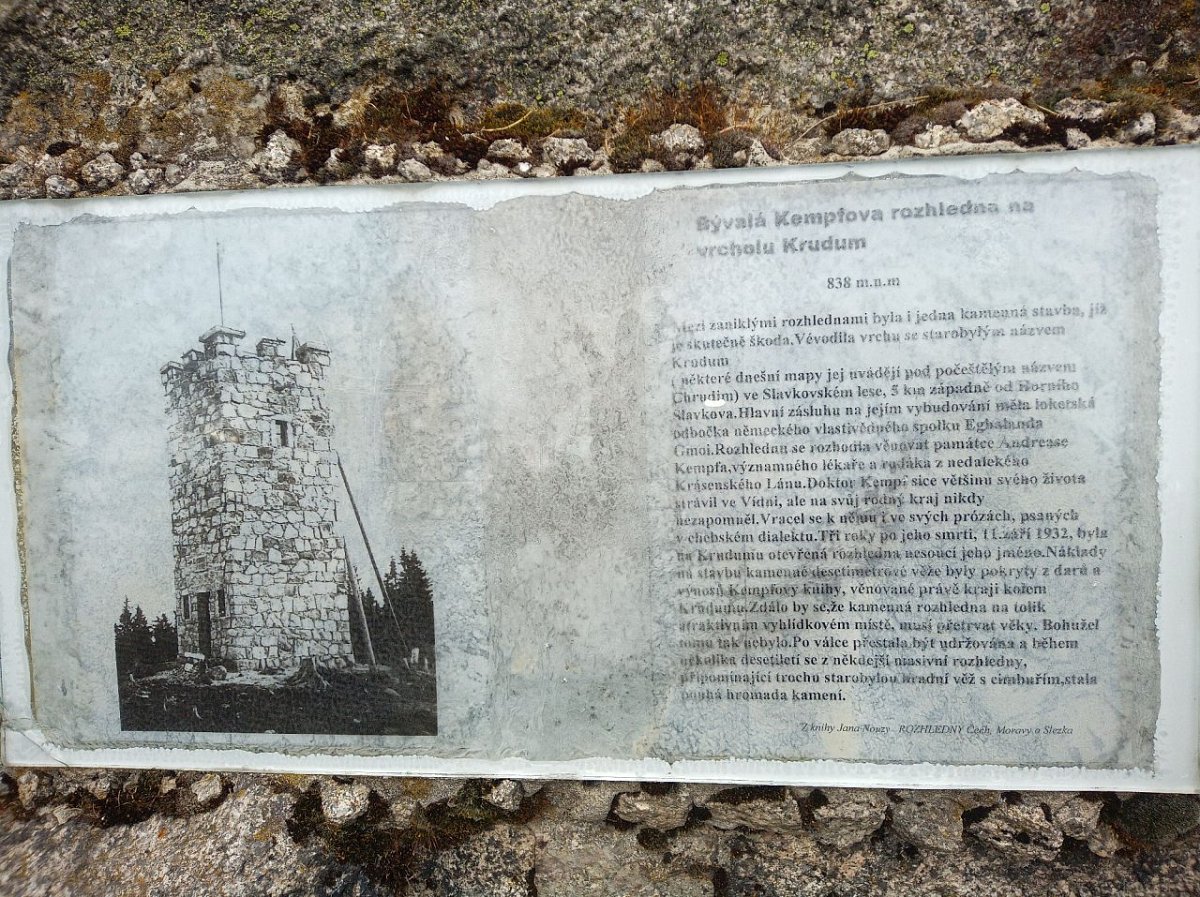 Bývalá Kempfova rozhledna na
vrcholu Krudum
838 m.n.m
Mezi zaniklými rozhlednami byla i jedna kamenná stavba, jíž
je skutečně škoda.Vévodila vrchu se starobylým názvem
Krudum
( některé dnešní mapy jej uvádějí pod počeštělým názvem
Chrudim) ve Slavkovském lese, 5 km západně od Horního
Slavkova.Hlavní zásluhu na jejím vybudování měla loketská
odbočka německého vlastivědného spolku Eghalanda
Gmoi.Rozhlednu se rozhodla věnovat památce Andrease
Kempfa,významného lékaře a rodáka z nedalekého
Krásenského Lánu.Doktor Kempf sice většinu svého života
strávil ve Vídni, ale na svůj rodný kraj nikdy
nezapomněl.Vracel se k němu i ve svých prózách, psaných
v chebském dialektu.Tři roky po jeho smrti, 11.září 1932, byla
na Krudumu otevřená rozhledna nesoucí jeho jméno.Náklady
na stavbu kamenné desetimetrové věže byly pokryty z darů a
výnosů Kempfovy knihy, věnované právě kraji kolem
Krudumu.Zdálo by se,že kamenná rozhledna na tolik
atraktivním vyhlídkovém místě, musí přetrvat věky. Bohužel
tomu tak nebylo.Po válce přestala být udržována a během
několika desetiletí se z někdejší masivní rozhledny,
připomínající trochu starobylou hradní věž s cimbuřím,stala
pouhá hromada kamení.
Z knihy Jana Nouzy- ROZHLEDNY Čech, Moravy a Slezka